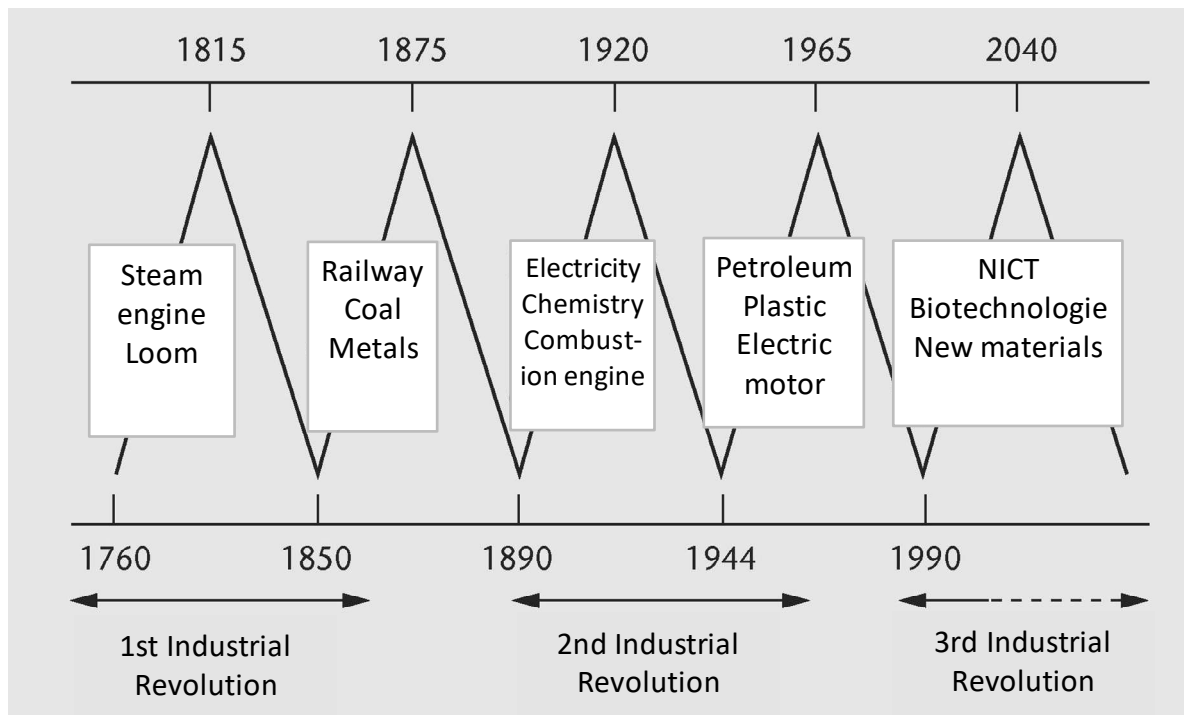 1815 1875 1920 1965 2040
Steam
engine
Loom
Railway
Coal
Metals
Electricity
Chemistry
Combust-
ion engine
Petroleum
Plastic
Electric
motor
NICT
Biotechnologie
New materials
1760 1850 1890 1944 1990
1st Industrial
Revolution
2nd Industrial
Revolution
3rd Industrial
Revolution